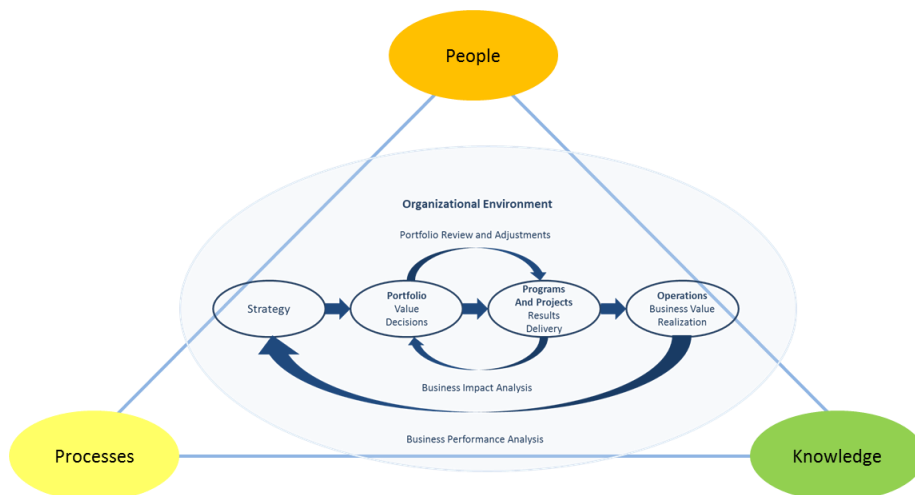 People
Organizational Environment
Portfolio Review and Adjustments
Strategy
Portfolio
Value
Decisions
Programs
And Projects
Results
Delivery
Operations
Business Value
Realization
Business Impact Analysis
Business Performance Analysis
Processes
Knowledge